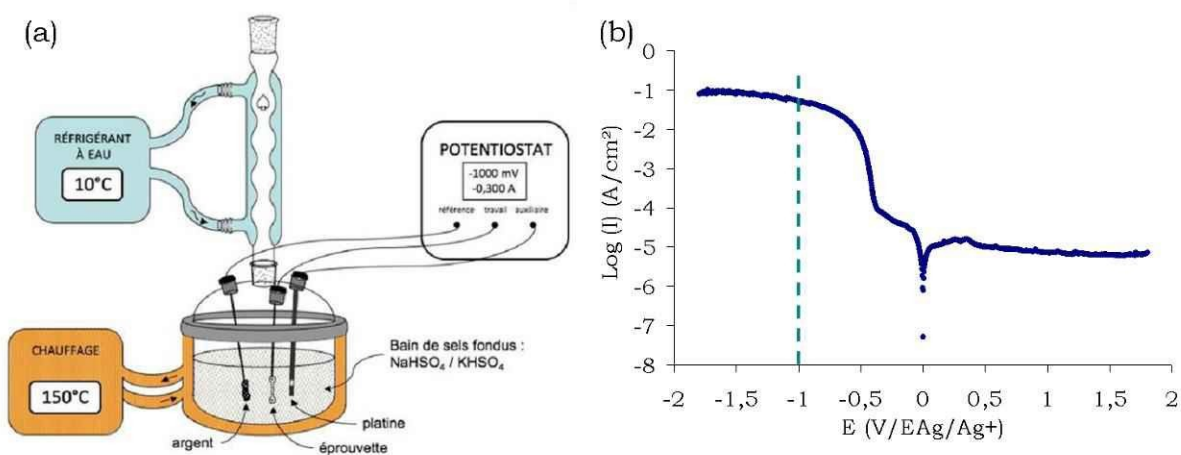 (a)
RÉFRIGÉRANT
À EAU
10°C
POTENTIOSTAT
-1000 mV
-0,300 A
référence travail auxiliaire
CHAUFFAGE
150°C
Bain de sels fondus :
NaHSO₄ / KHSO₄
platine
argent
éprouvette
(b)
Log (I) (A/cm²)
0
-1
-2
-3
-4
-5
-6
-7
-8
-2 -1,5 -1 -0,5 0 0,5 1 1,5 2
E (V/EAg/Ag+)